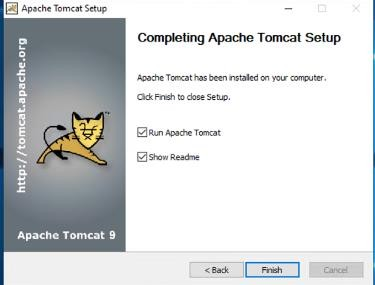 Apache Tomcat Setup
Completing Apache Tomcat Setup
Apache Tomcat has been installed on your computer.
Click Finish to close Setup.
Run Apache Tomcat
Show Readme
http://tomcat.apache.org
Apache Tomcat 9
< Back
Finish
Cancel